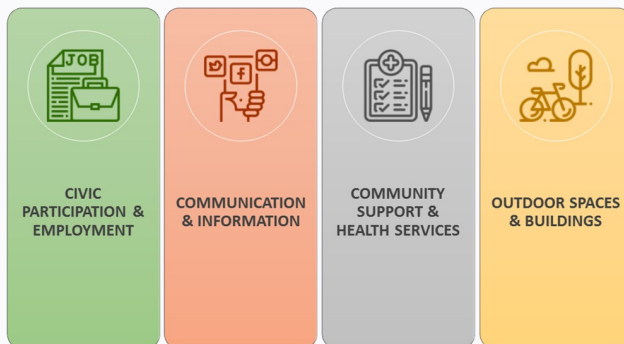 JOB
f
CIVIC
PARTICIPATION &
EMPLOYMENT
COMMUNICATION
& INFORMATION
COMMUNITY
SUPPORT &
HEALTH SERVICES
OUTDOOR SPACES
& BUILDINGS